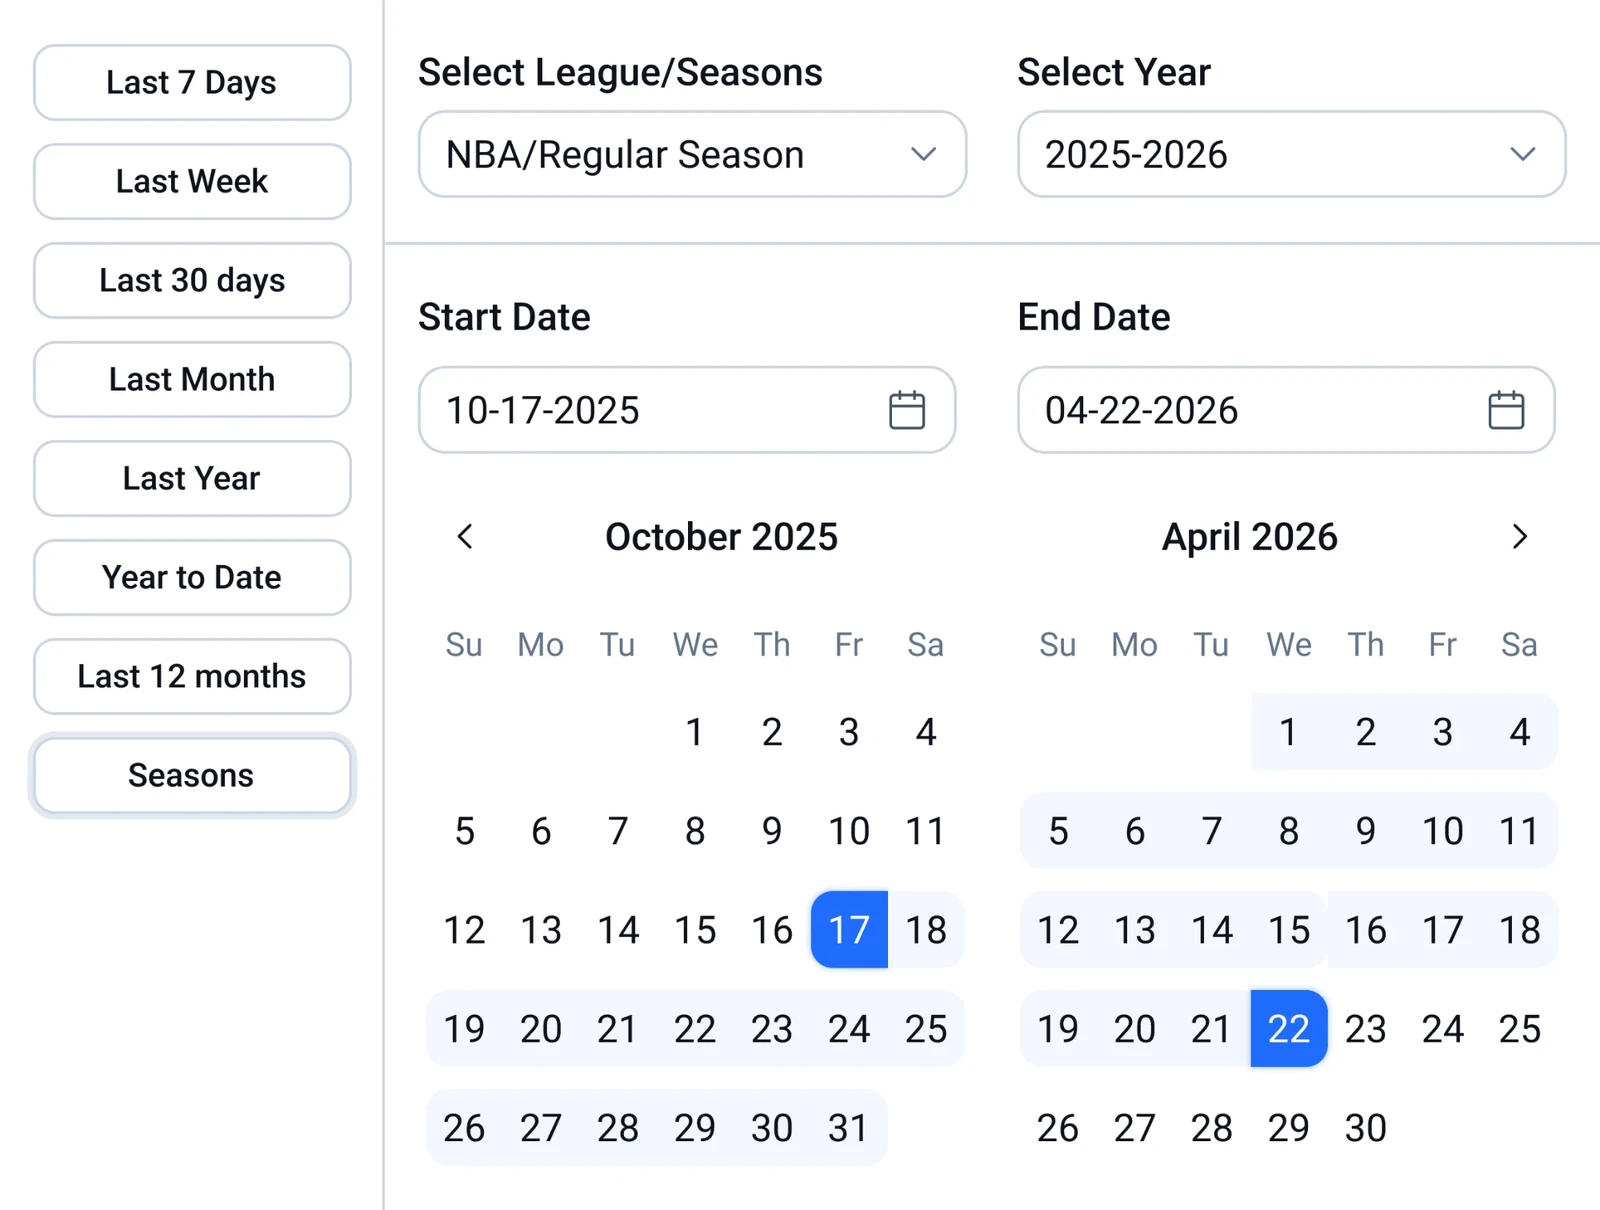 Last 7 Days
Last Week
Last 30 days
Last Month
Last Year
Year to Date
Last 12 months
Seasons
Select League/Seasons
NBA/Regular Season
Select Year
2025-2026
Start Date
10-17-2025
End Date
04-22-2026
October 2025
Su Mo Tu We Th Fr Sa
1 2 3 4
5 6 7 8 9 10 11
12 13 14 15 16 17 18
19 20 21 22 23 24 25
26 27 28 29 30 31
April 2026
Su Mo Tu We Th Fr Sa
1 2 3 4
5 6 7 8 9 10 11
12 13 14 15 16 17 18
19 20 21 22 23 24 25
26 27 28 29 30